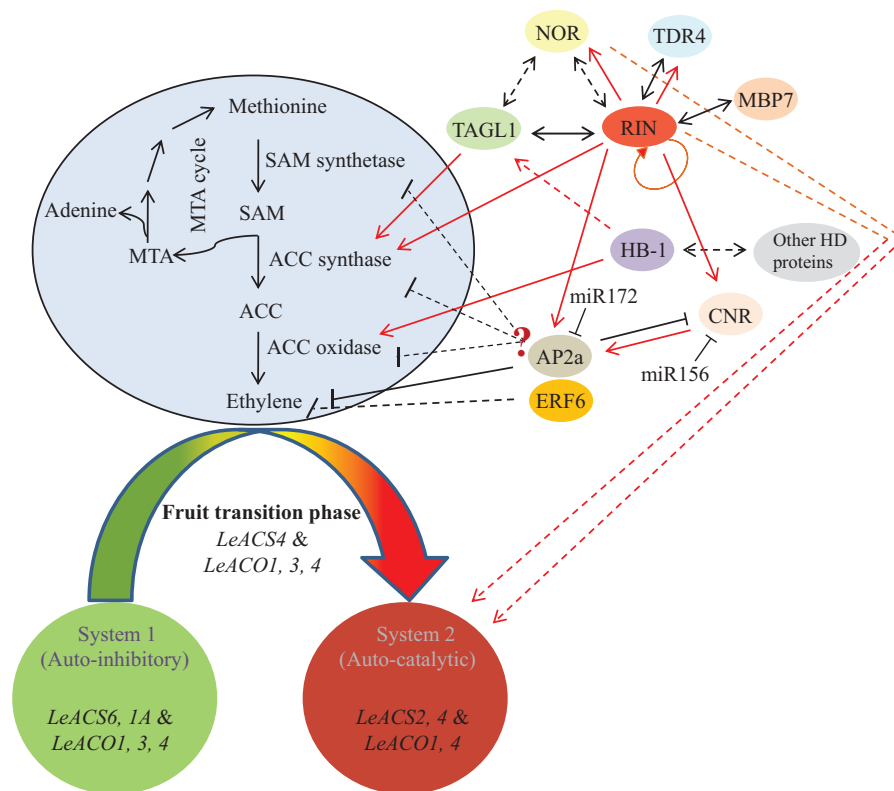 NOR
TDR4
MBP7
TAGL1
RIN
Methionine
SAM synthetase
MTA cycle
Adenine
SAM
MTA
ACC synthase
HB-1
Other HD
proteins
ACC
miR172
CNR
ACC oxidase
?
AP2a
miR156
Ethylene
ERF6
Fruit transition phase
LeACS4 &
LeACO1, 3, 4
System 1
(Auto-inhibitory)
LeACS6, 1A &
LeACO1, 3, 4
System 2
(Auto-catalytic)
LeACS2, 4 &
LeACO1, 4